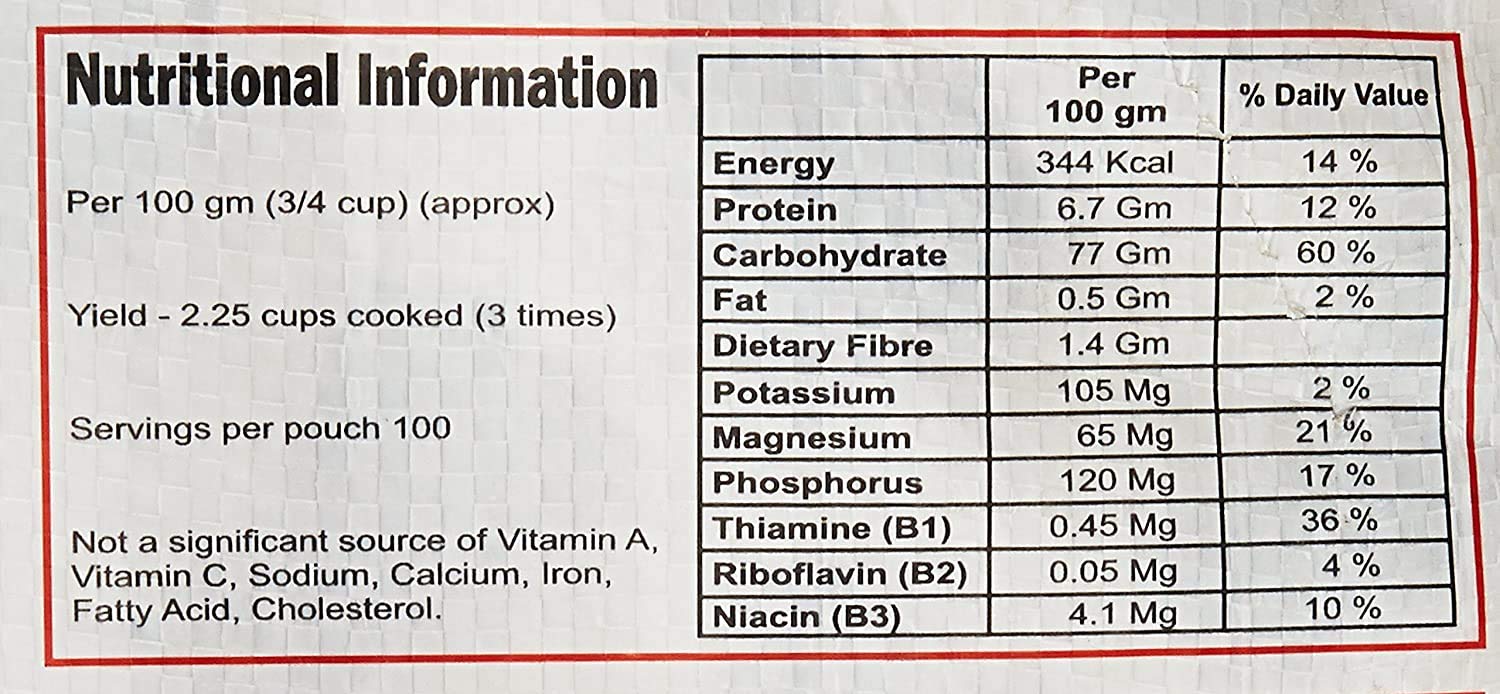 Nutritional Information
Per 100 gm (3/4 cup) (approx)
Yield - 2.25 cups cooked (3 times)
Servings per pouch 100
Not a significant source of Vitamin A,
Vitamin C, Sodium, Calcium, Iron,
Fatty Acid, Cholesterol.
Per
100 gm
% Daily Value
Energy 344 Kcal 14 %
Protein 6.7 Gm 12 %
Carbohydrate 77 Gm 60 %
Fat 0.5 Gm 2 %
Dietary Fibre 1.4 Gm
Potassium 105 Mg 2 %
Magnesium 65 Mg 21 %
Phosphorus 120 Mg 17 %
Thiamine (B1) 0.45 Mg 36 %
Riboflavin (B2) 0.05 Mg 4 %
Niacin (B3) 4.1 Mg 10 %